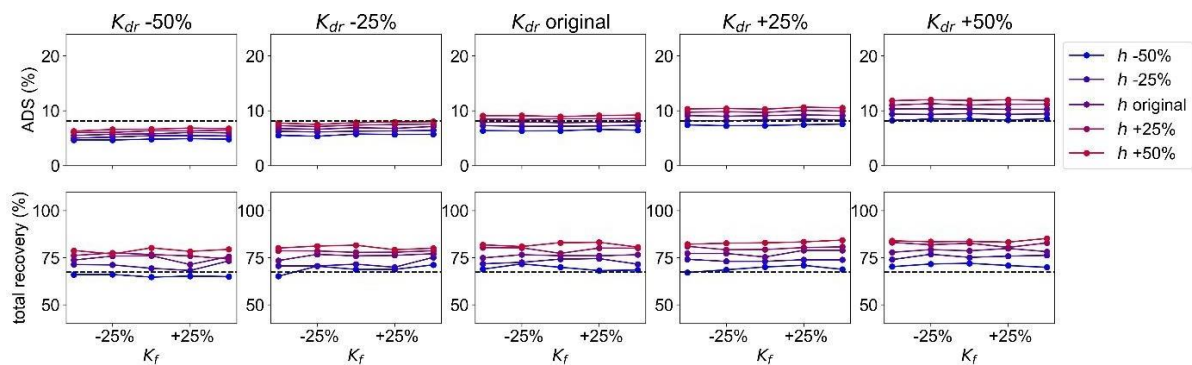 K_dr -50%
K_dr -25%
K_dr original
K_dr +25%
K_dr +50%
ADS (%)
20
10
0
20
10
0
20
10
0
20
10
0
20
10
0
h -50%
h -25%
h original
h +25%
h +50%
total recovery (%)
100
75
50
100
75
50
100
75
50
100
75
50
100
75
50
-25% +25%
-25% +25%
-25% +25%
-25% +25%
-25% +25%
K_f
K_f
K_f
K_f
K_f